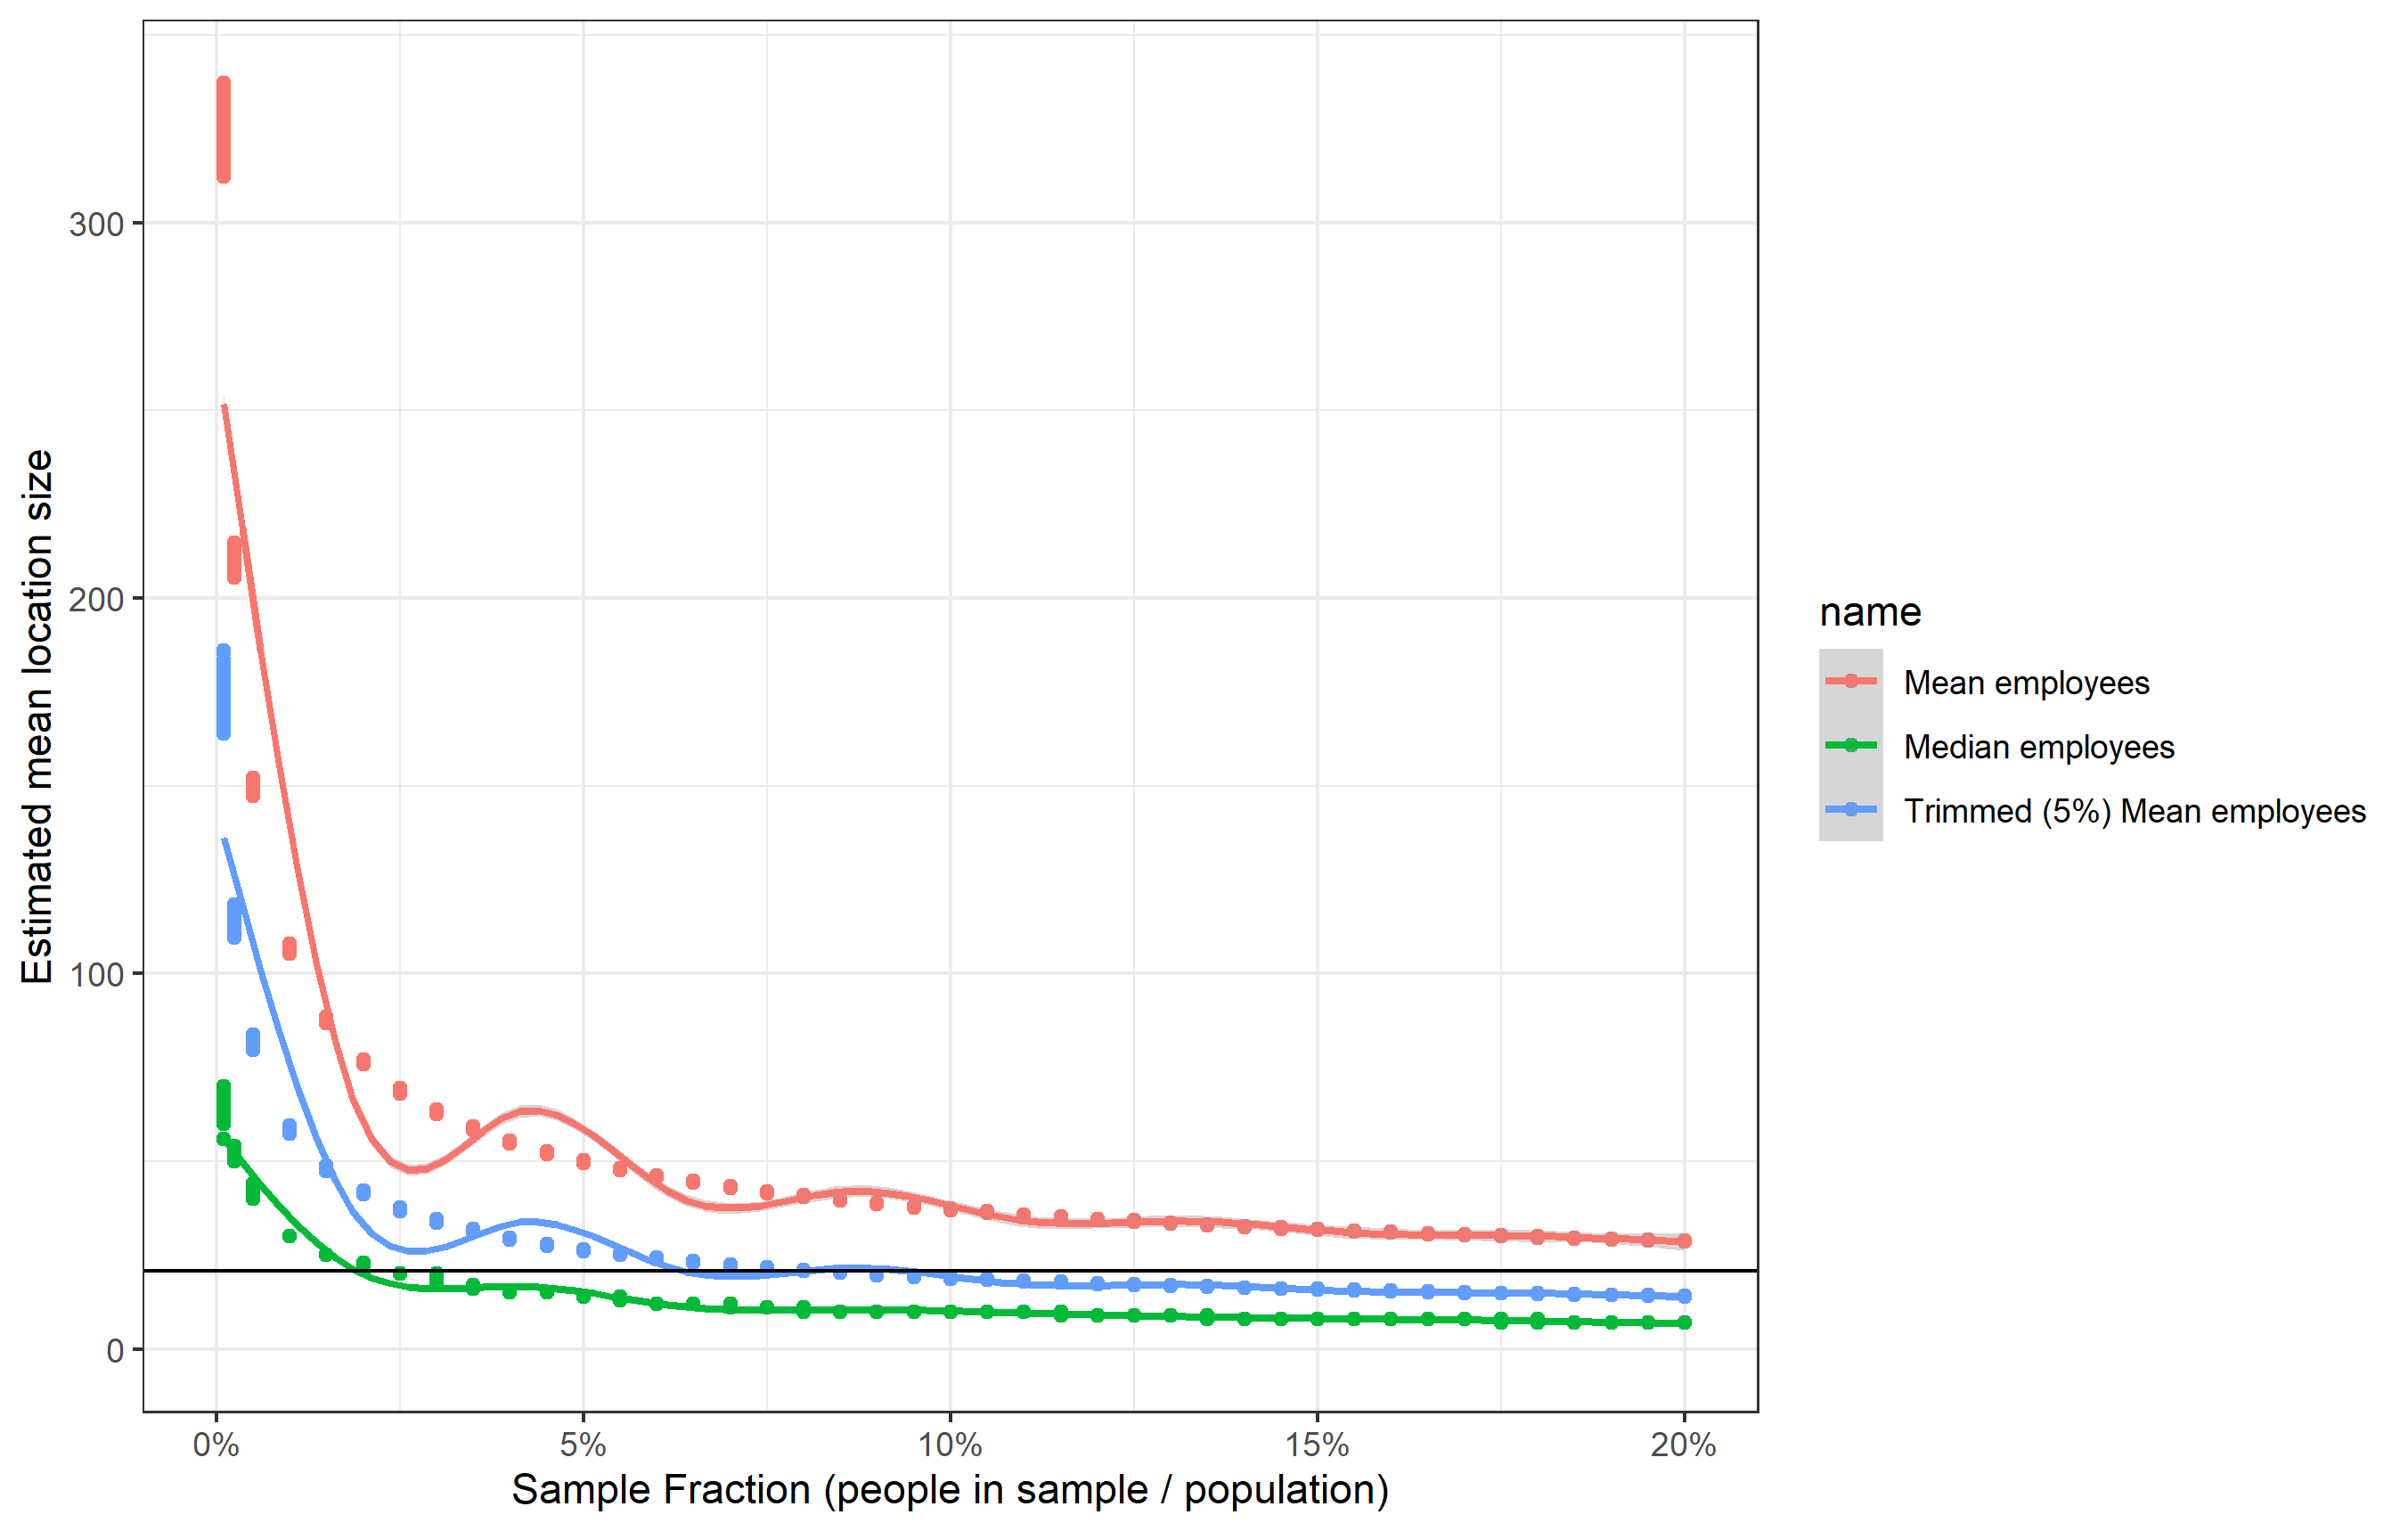 Estimated mean location size
300
200
100
0
0% 5% 10% 15% 20%
Sample Fraction (people in sample / population)
name
Mean employees
Median employees
Trimmed (5%) Mean employees